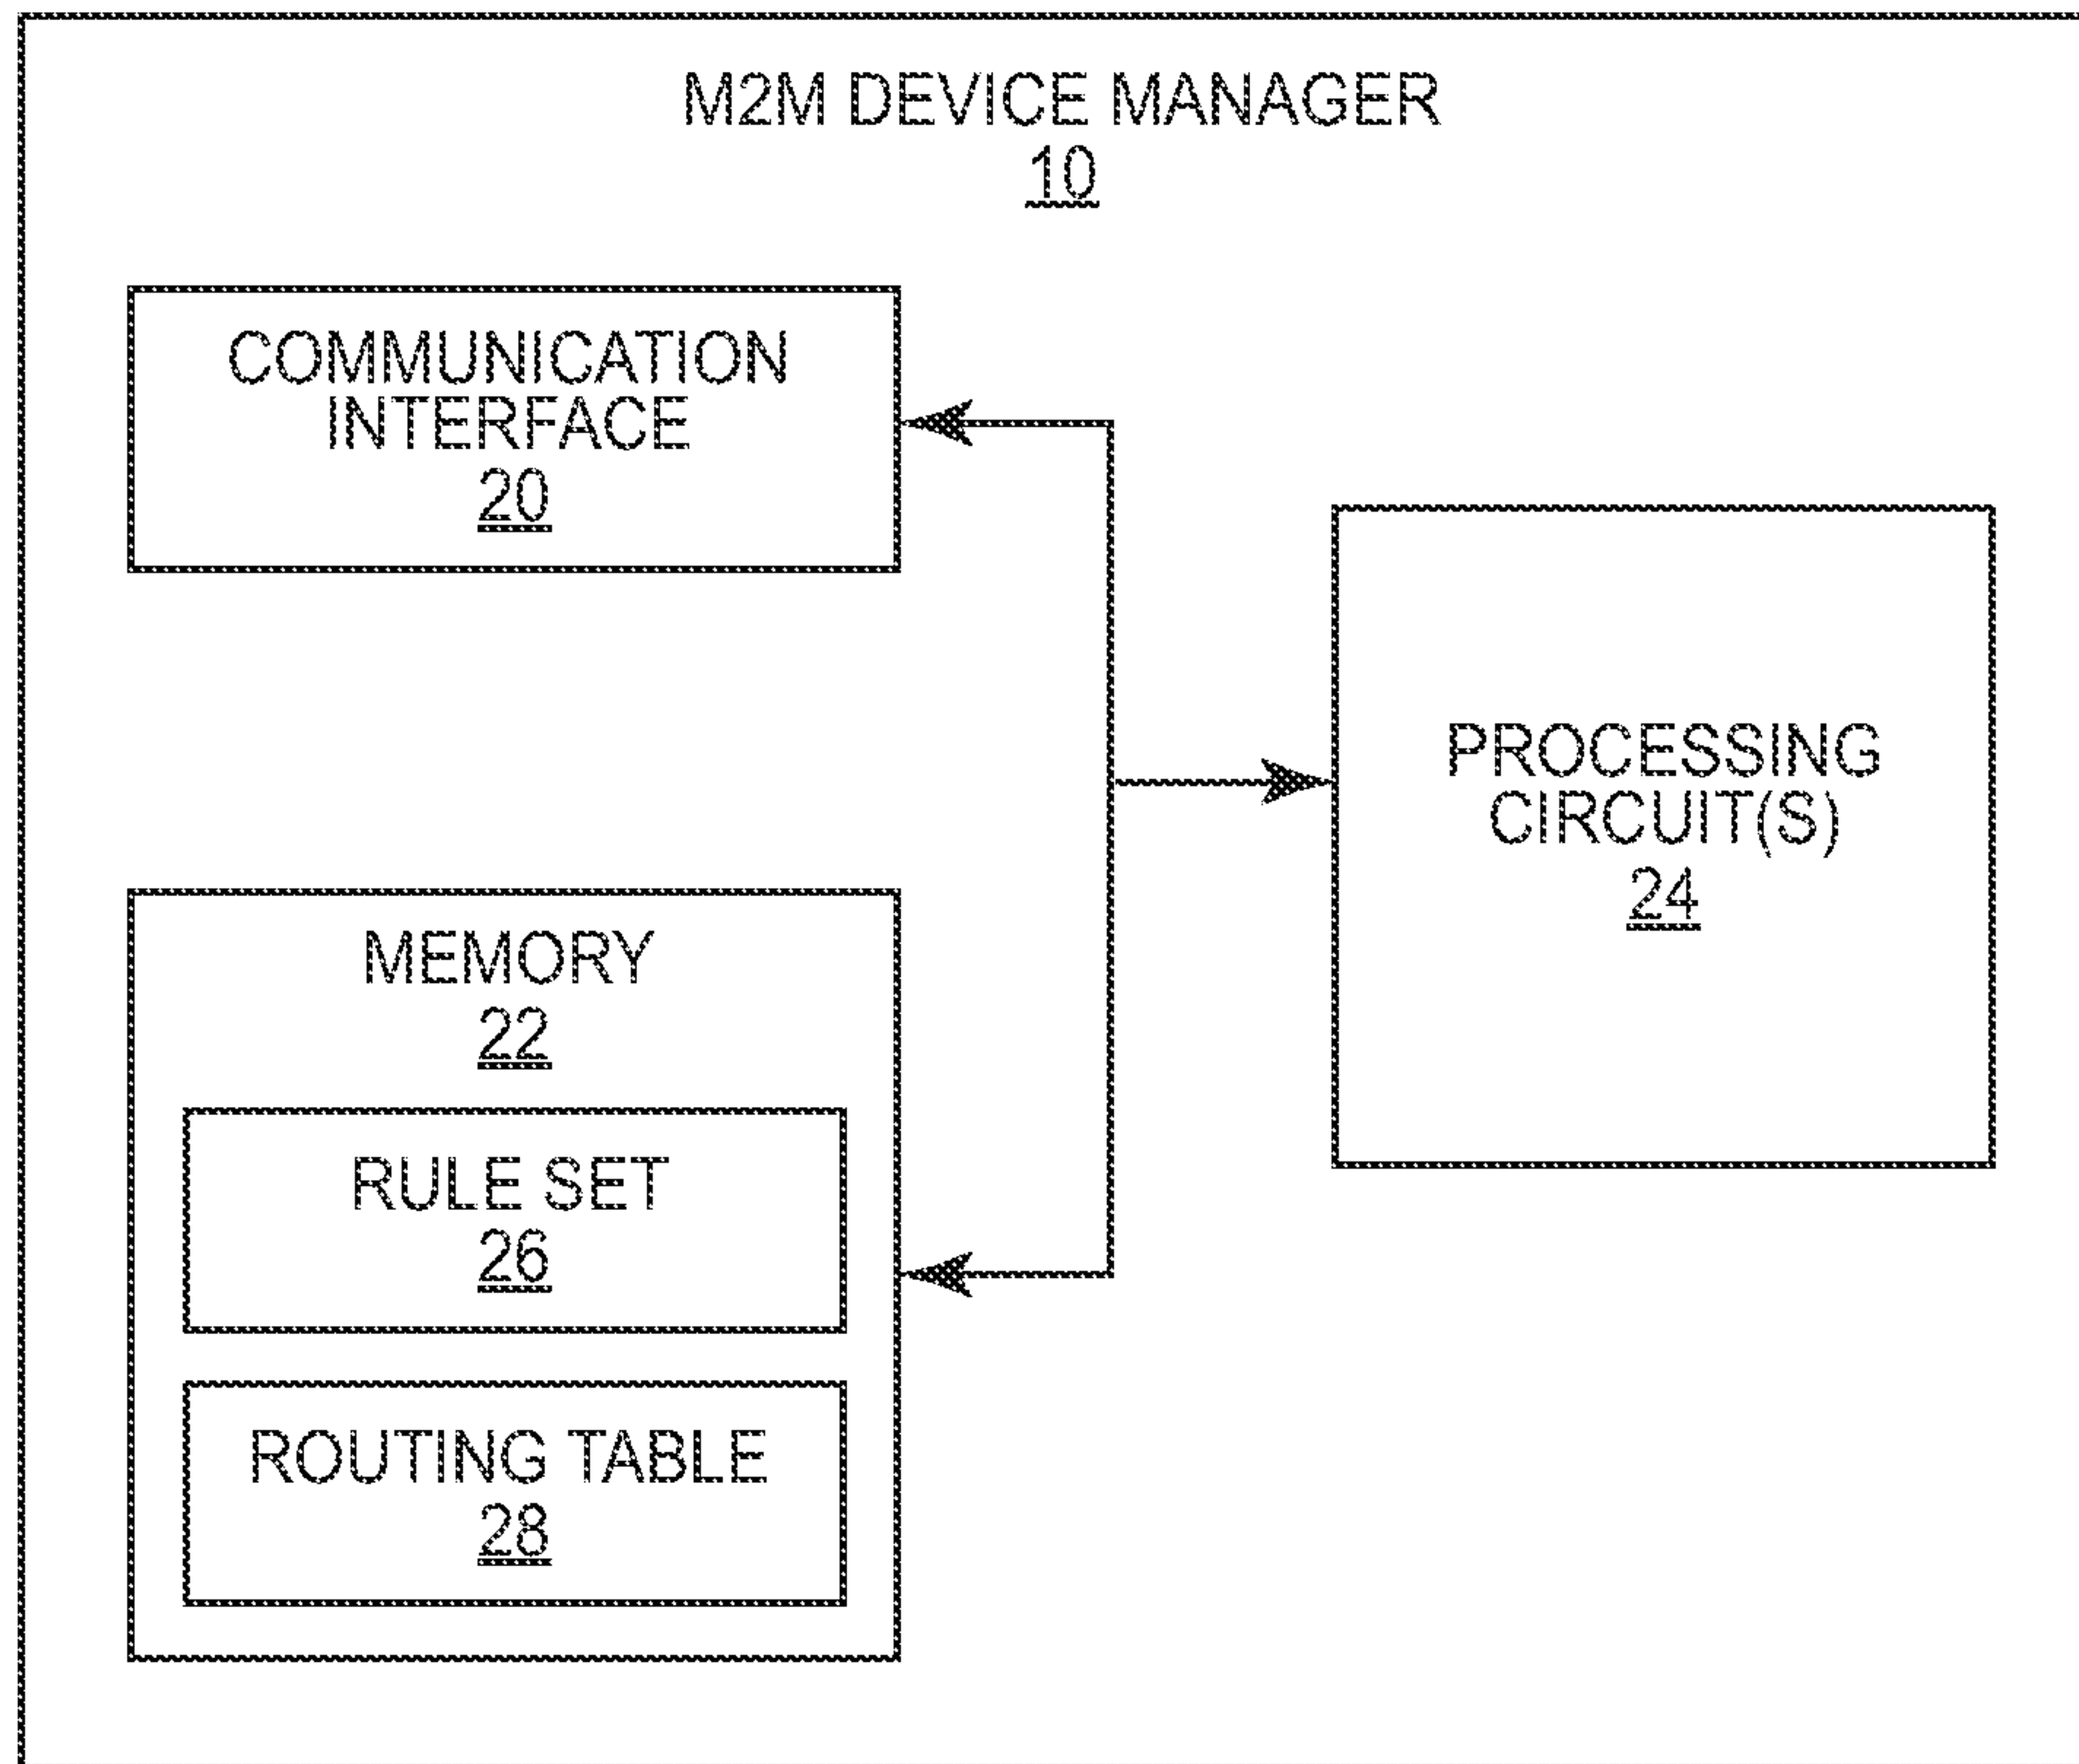 M2M DEVICE MANAGER
10
COMMUNICATION
INTERFACE
20
PROCESSING
CIRCUIT(S)
24
MEMORY
22
RULE SET
26
ROUTING TABLE
28